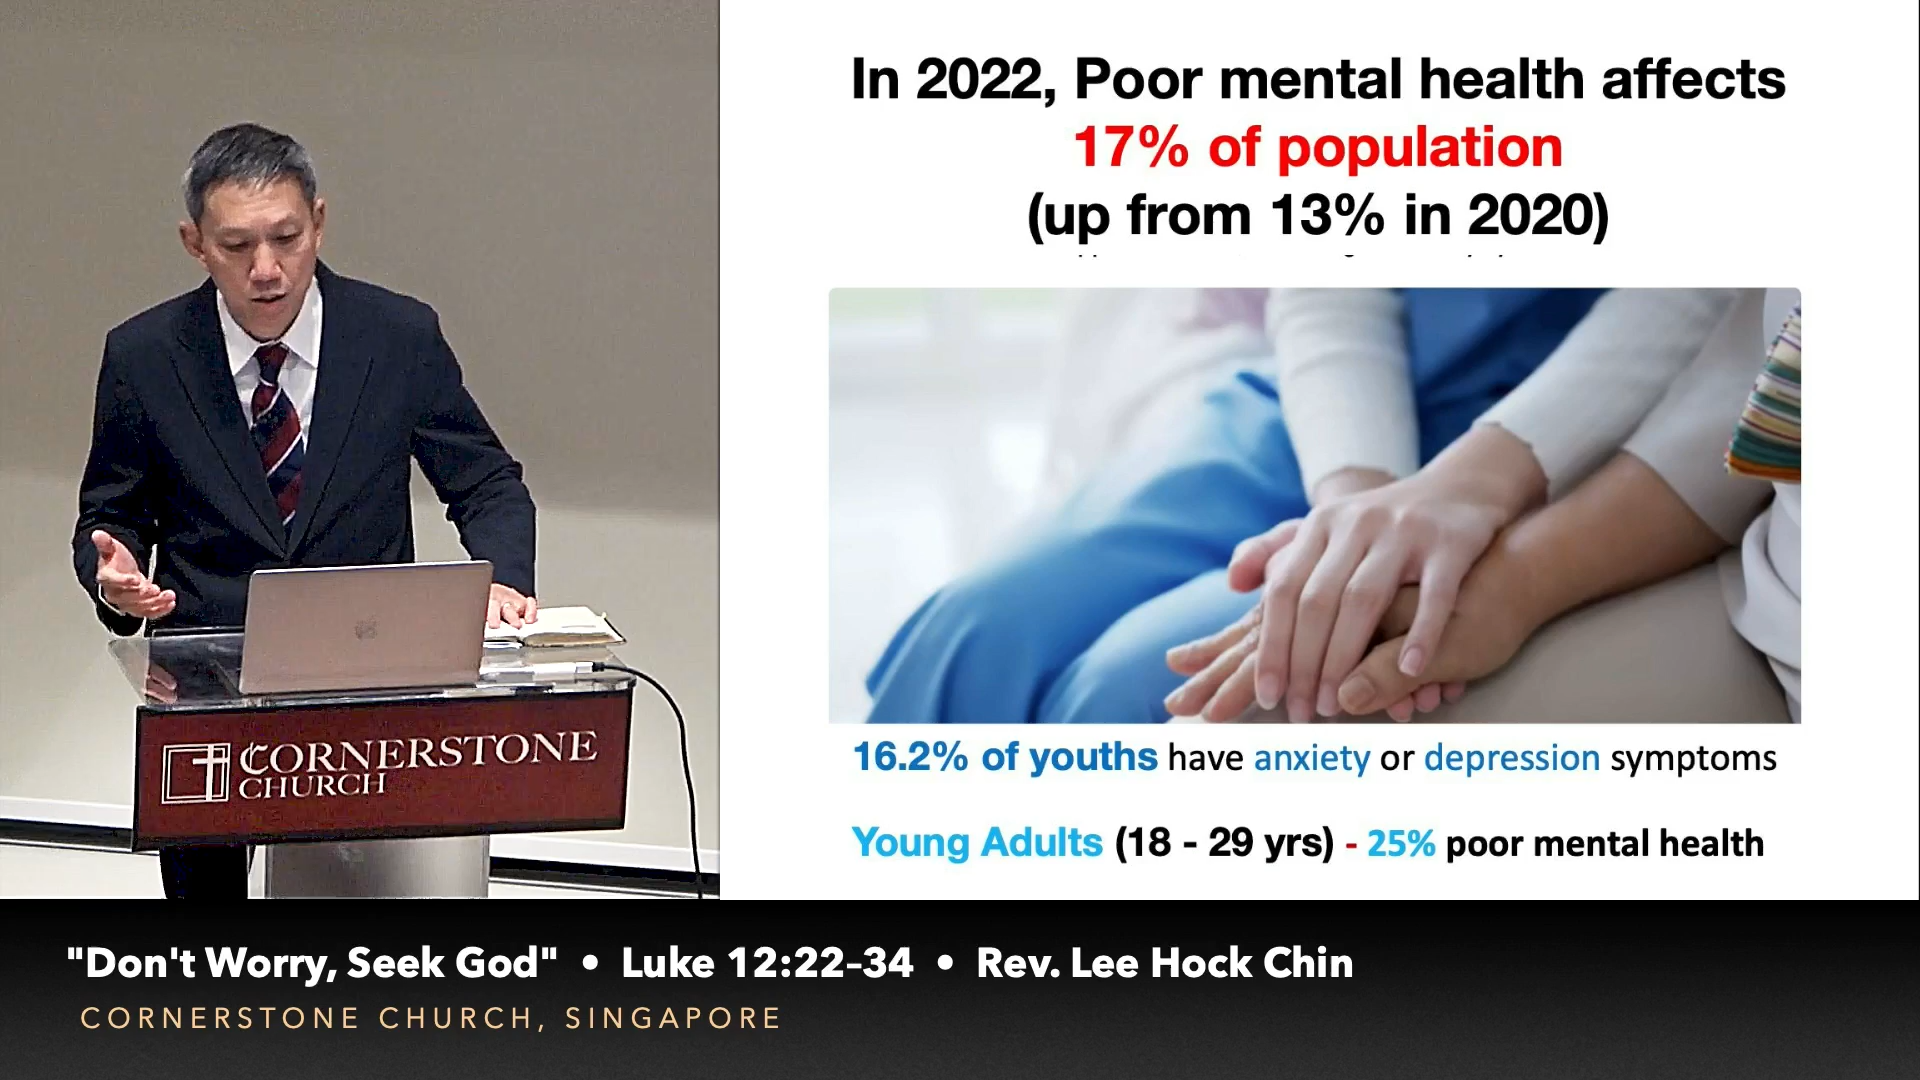 In 2022, Poor mental health affects
17% of population
(up from 13% in 2020)
16.2% of youths have anxiety or depression symptoms
Young Adults (18 - 29 yrs) - 25% poor mental health
CORNERSTONE
CHURCH
"Don't Worry, Seek God" • Luke 12:22–34 • Rev. Lee Hock Chin
CORNERSTONE CHURCH, SINGAPORE